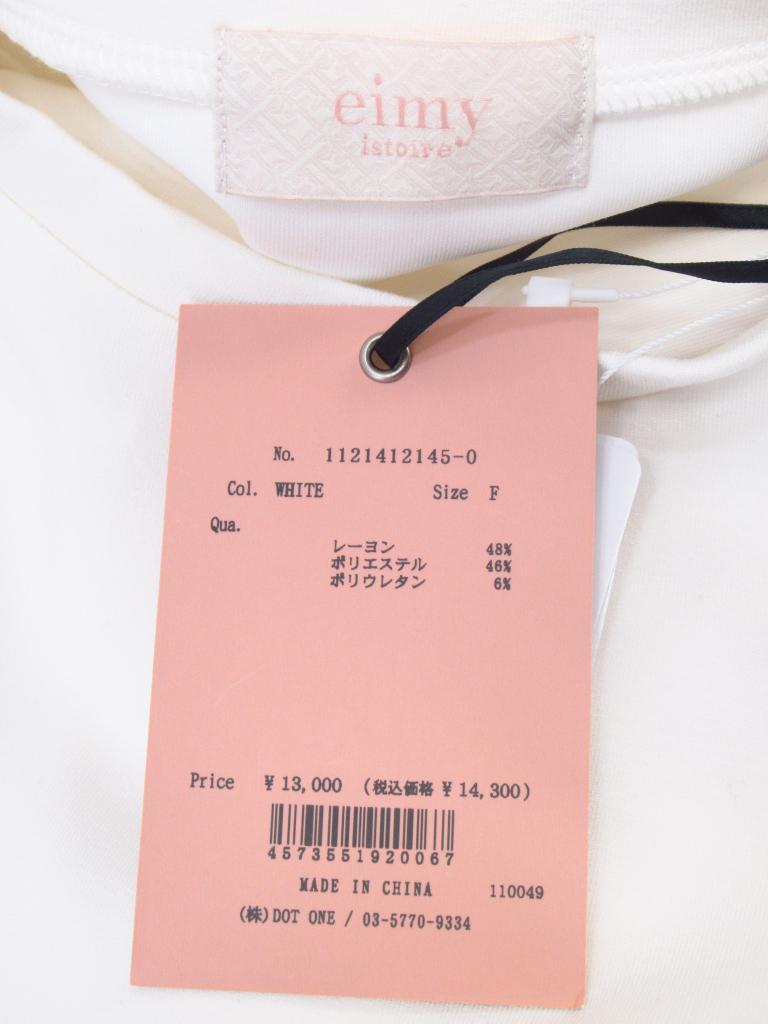 eimy
istoire
No. 1121412145-0
Col. WHITE Size F
Qua.
レーヨン 48%
ポリエステル 46%
ポリウレタン 6%
Price ¥ 13,000 (税込価格 ¥ 14,300)
4573551920067
MADE IN CHINA 110049
(株)DOT ONE / 03-5770-9334